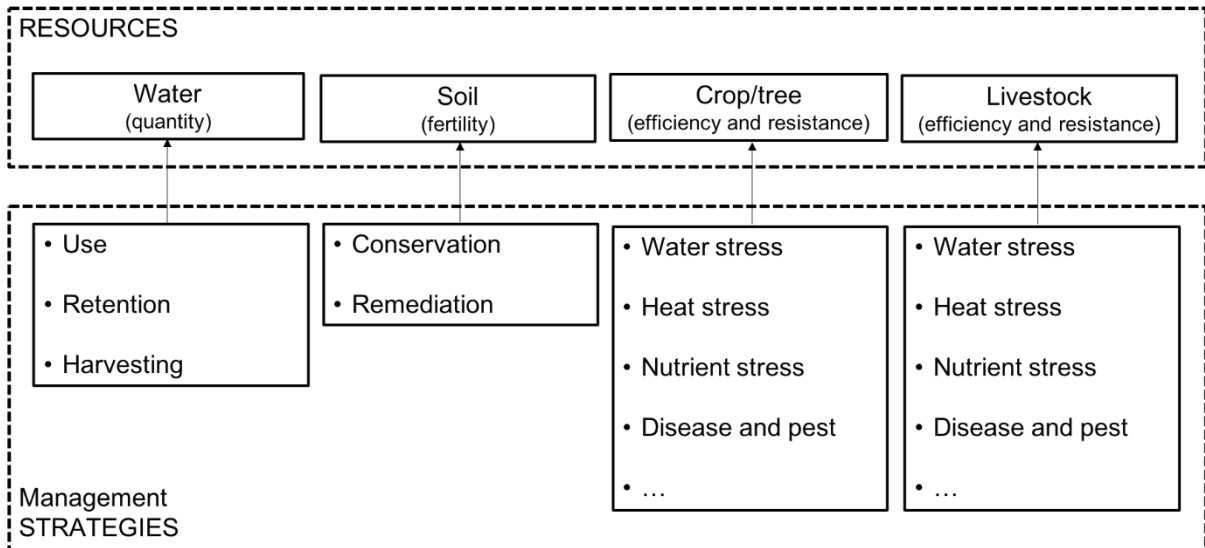 RESOURCES
Water
(quantity)
Soil
(fertility)
Crop/tree
(efficiency and resistance)
Livestock
(efficiency and resistance)
• Use
• Retention
• Harvesting
• Conservation
• Remediation
• Water stress
• Heat stress
• Nutrient stress
• Disease and pest
• …
• Water stress
• Heat stress
• Nutrient stress
• Disease and pest
• …
Management
STRATEGIES